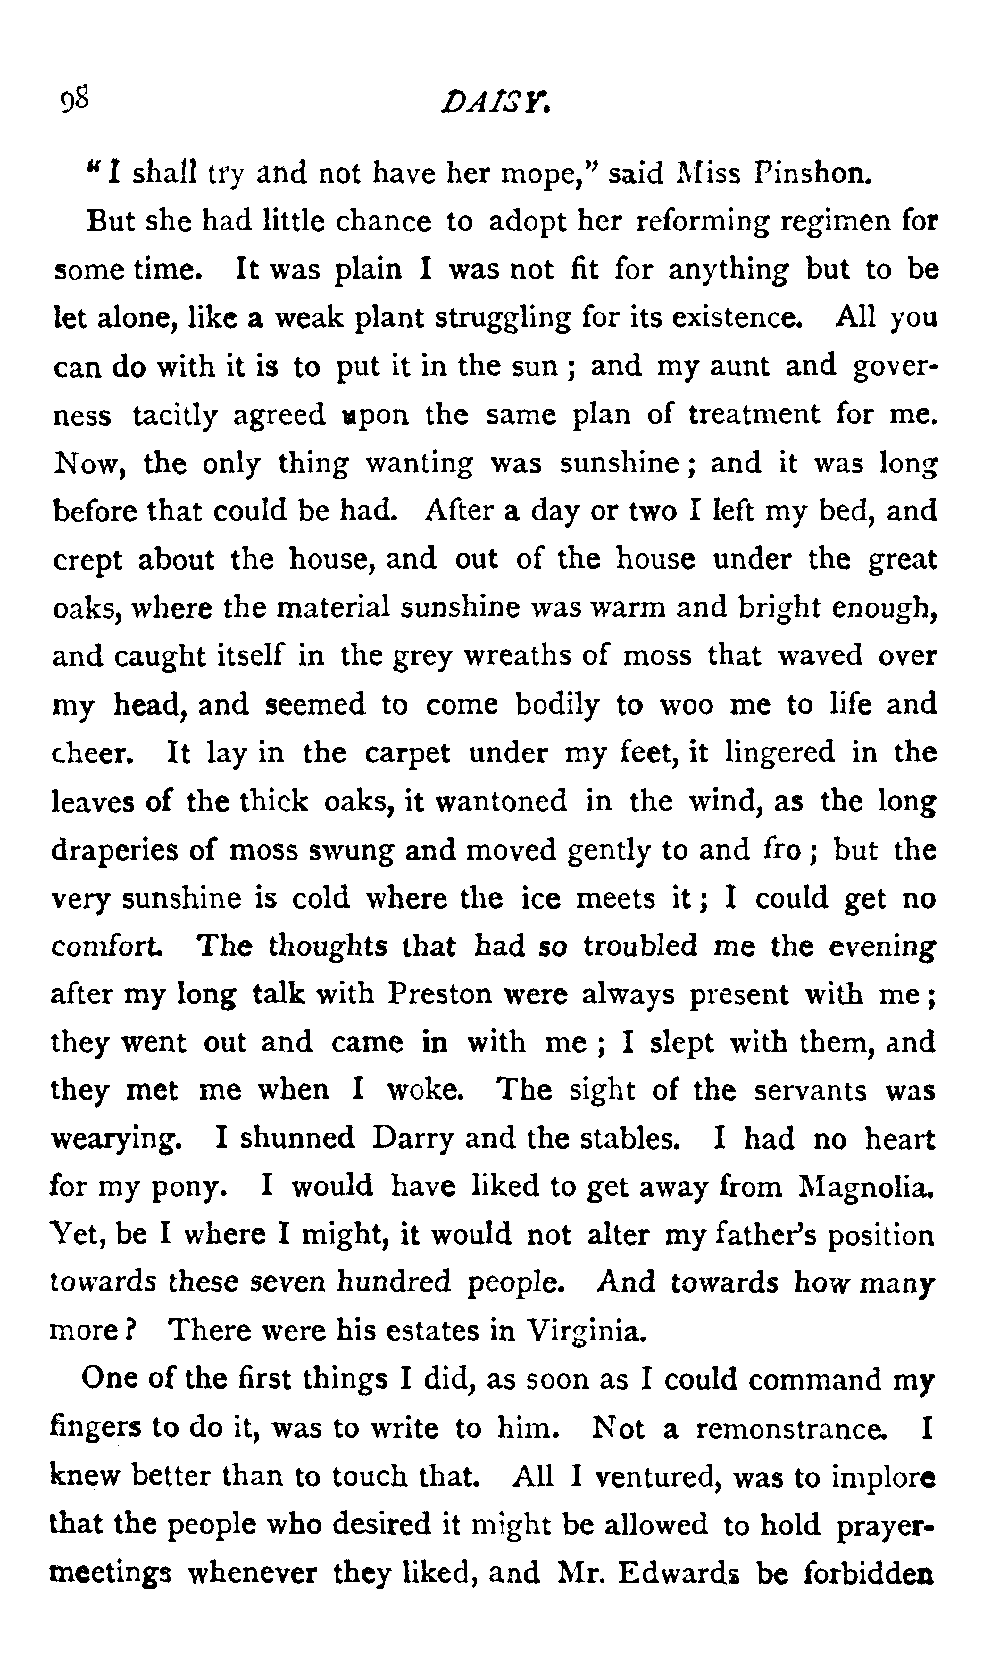 98 DAISY.
"I shall try and not have her mope," said Miss Pinshon.
But she had little chance to adopt her reforming regimen for
some time. It was plain I was not fit for anything but to be
let alone, like a weak plant struggling for its existence. All you
can do with it is to put it in the sun ; and my aunt and gover-
ness tacitly agreed upon the same plan of treatment for me.
Now, the only thing wanting was sunshine ; and it was long
before that could be had. After a day or two I left my bed, and
crept about the house, and out of the house under the great
oaks, where the material sunshine was warm and bright enough,
and caught itself in the grey wreaths of moss that waved over
my head, and seemed to come bodily to woo me to life and
cheer. It lay in the carpet under my feet, it lingered in the
leaves of the thick oaks, it wantoned in the wind, as the long
draperies of moss swung and moved gently to and fro ; but the
very sunshine is cold where the ice meets it ; I could get no
comfort. The thoughts that had so troubled me the evening
after my long talk with Preston were always present with me ;
they went out and came in with me ; I slept with them, and
they met me when I woke. The sight of the servants was
wearying. I shunned Darry and the stables. I had no heart
for my pony. I would have liked to get away from Magnolia.
Yet, be I where I might, it would not alter my father's position
towards these seven hundred people. And towards how many
more ? There were his estates in Virginia.
One of the first things I did, as soon as I could command my
fingers to do it, was to write to him. Not a remonstrance. I
knew better than to touch that. All I ventured, was to implore
that the people who desired it might be allowed to hold prayer-
meetings whenever they liked, and Mr. Edwards be forbidden